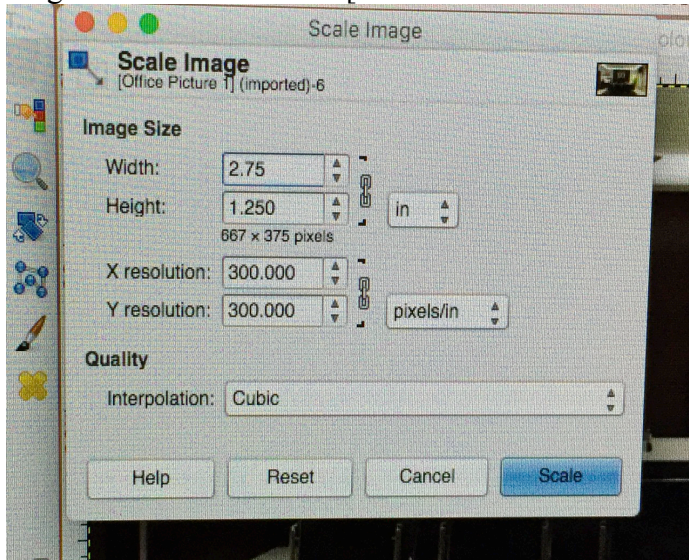 Scale Image
Scale Image
[Office Picture 1] (imported)-6
Image Size
Width: 2.75
Height: 1.250 in
667 × 375 pixels
X resolution: 300.000
Y resolution: 300.000 pixels/in
Quality
Interpolation: Cubic
Help Reset Cancel Scale